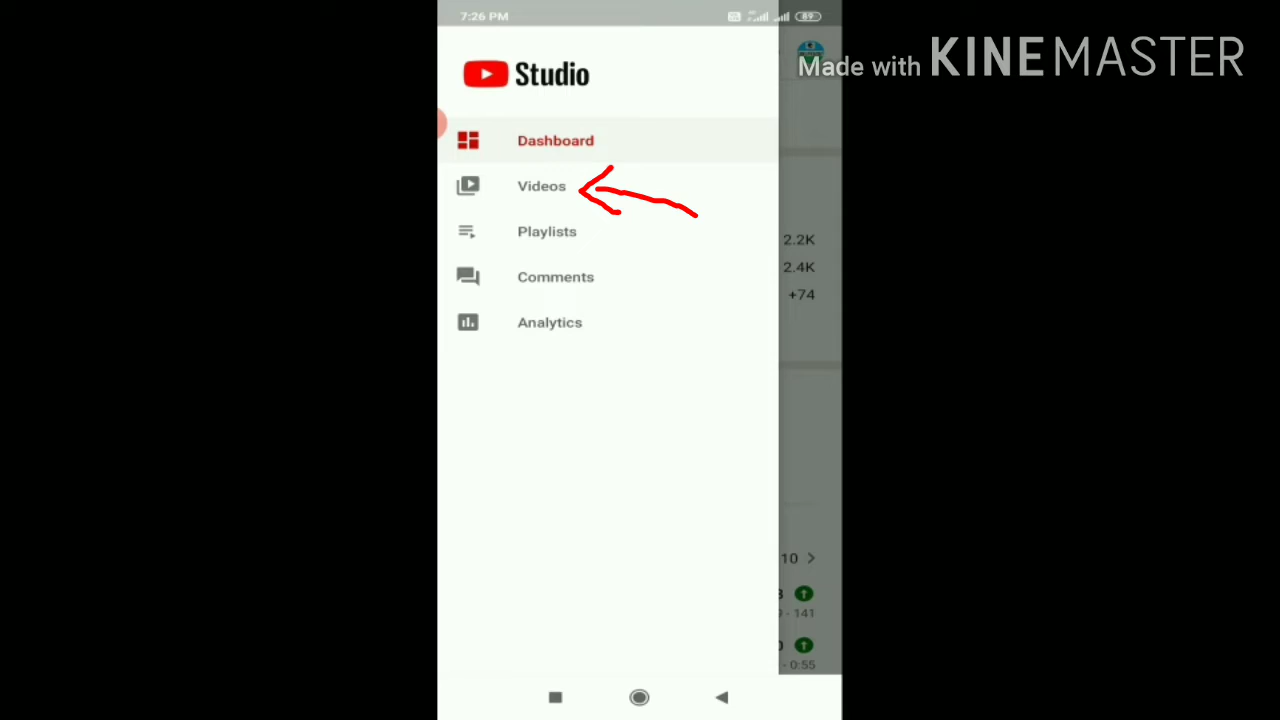 7:26 PM
89
Made with KINEMASTER
Studio
Dashboard
Videos
Playlists
Comments
Analytics
2.2K
2.4K
+74
10
- 141
- 0:55